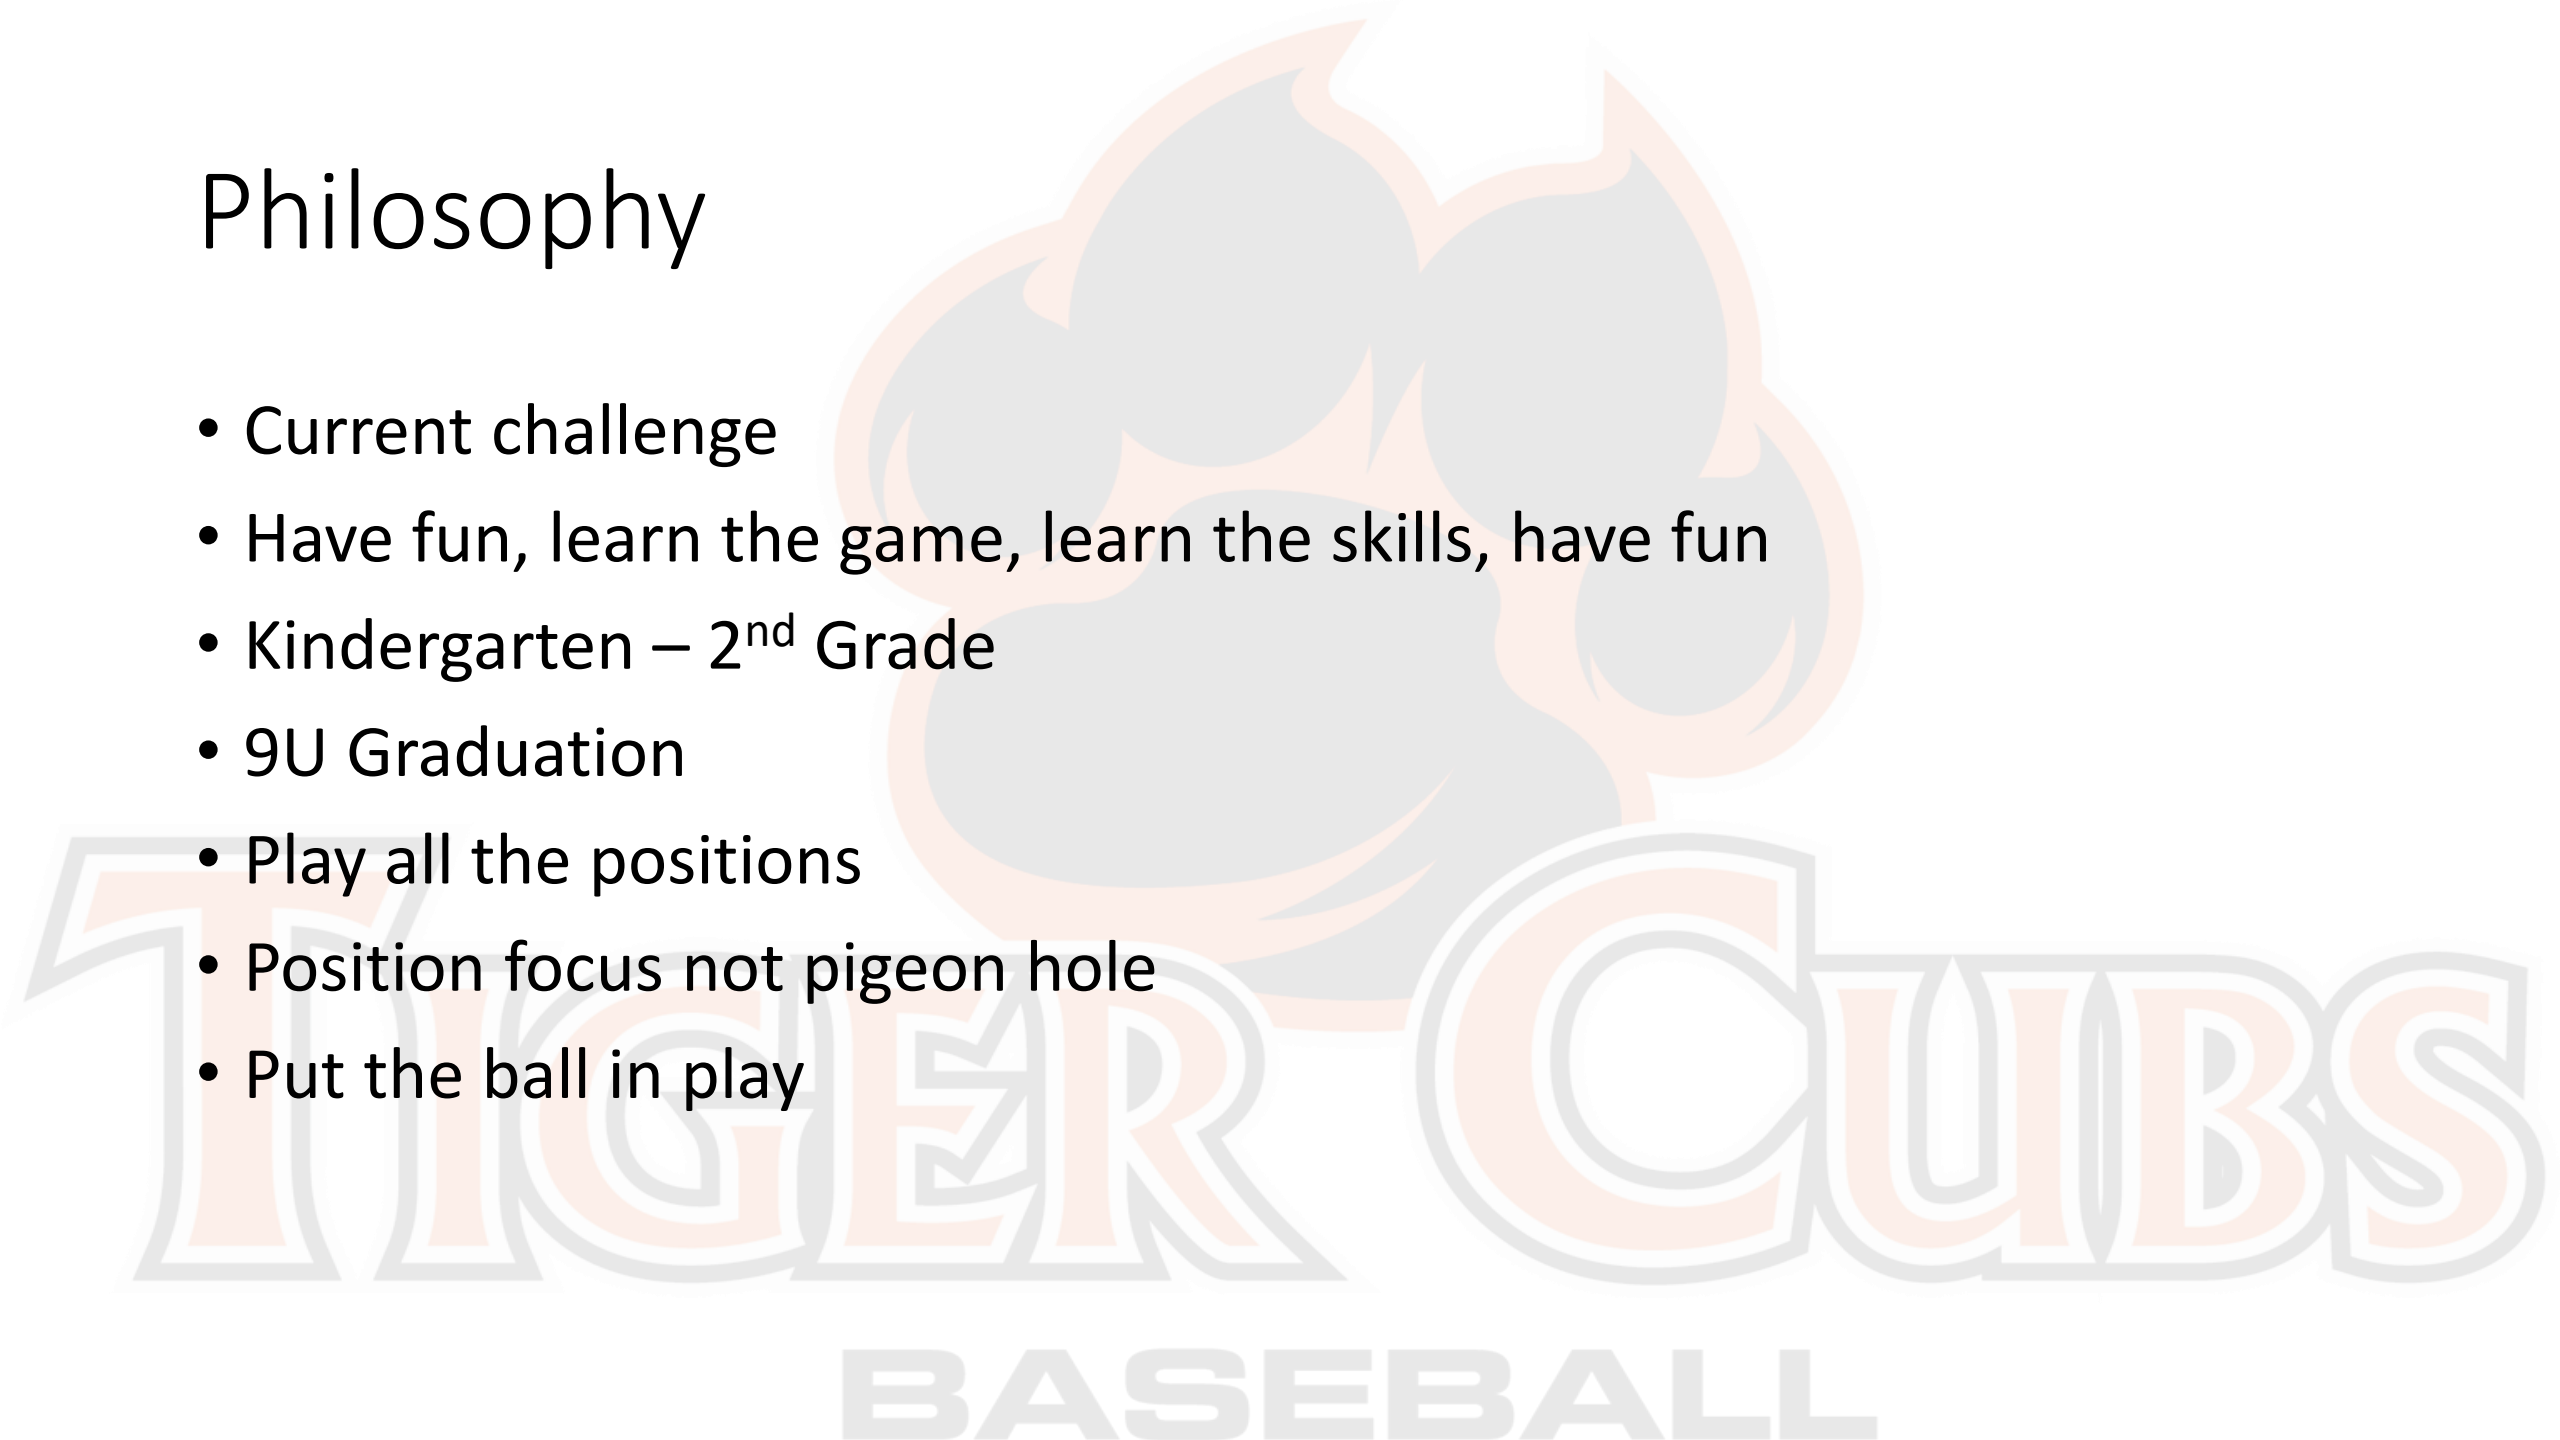 Philosophy
• Current challenge
• Have fun, learn the game, learn the skills, have fun
• Kindergarten – 2nd Grade
• 9U Graduation
• Play all the positions
• Position focus not pigeon hole
• Put the ball in play
TIGER CUBS
BASEBALL